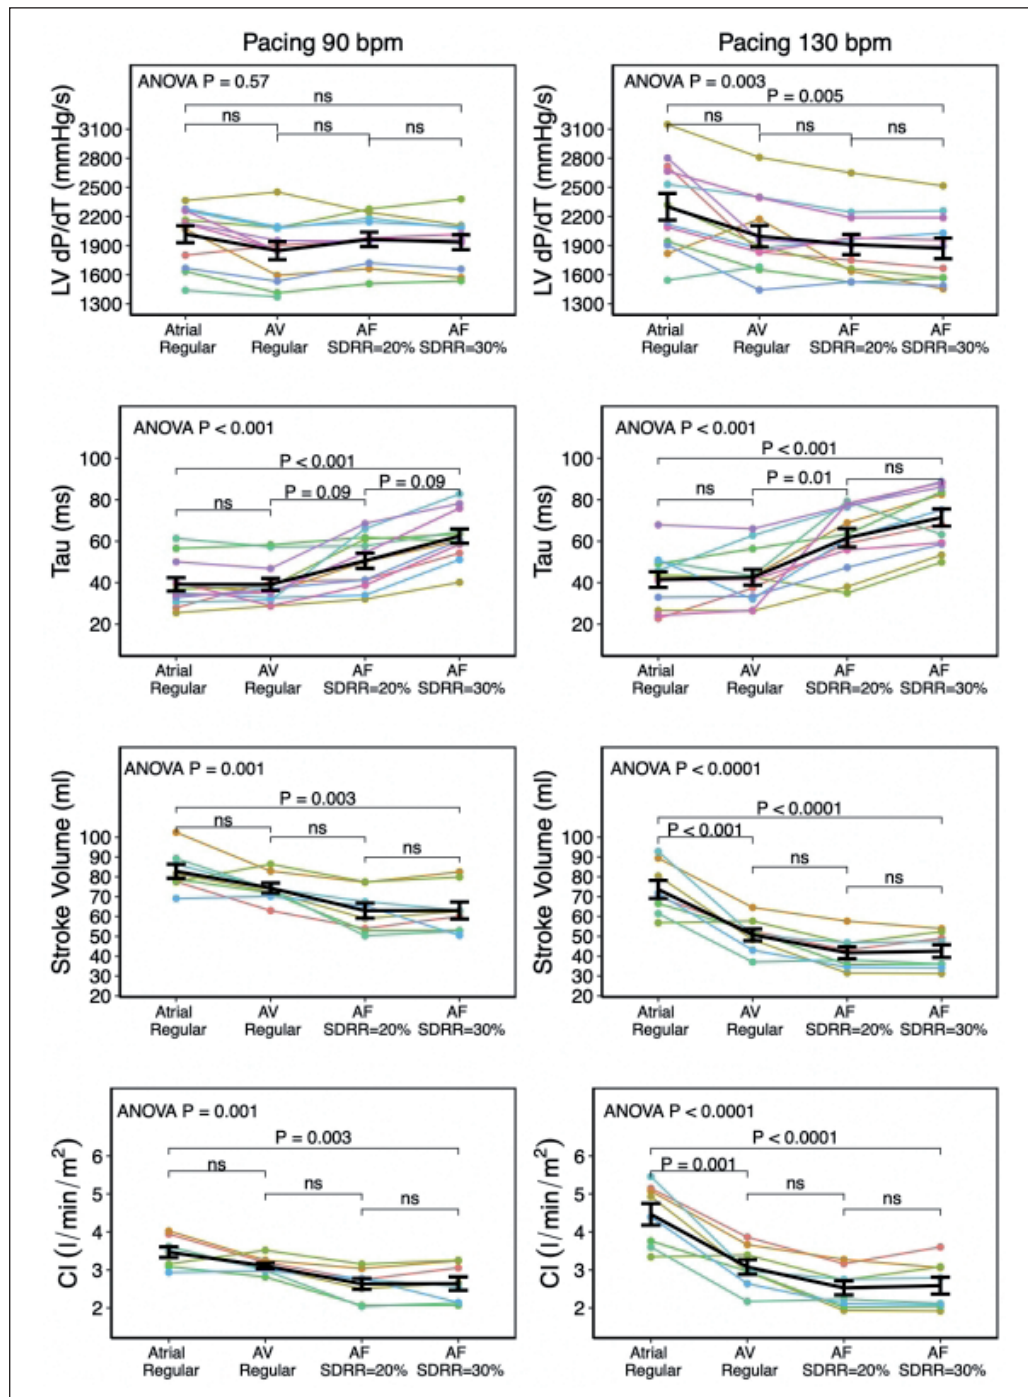 Pacing 90 bpm
Pacing 130 bpm
LV dP/dT (mmHg/s)
ANOVA P = 0.57
ns
ns
ns
ns
3100
2800
2500
2200
1900
1600
1300
Atrial Regular
AV Regular
AF SDRR=20%
AF SDRR=30%
LV dP/dT (mmHg/s)
ANOVA P = 0.003
P = 0.005
ns
ns
ns
3100
2800
2500
2200
1900
1600
1300
Atrial Regular
AV Regular
AF SDRR=20%
AF SDRR=30%
Tau (ms)
ANOVA P < 0.001
P < 0.001
ns
P = 0.09
P = 0.09
100
80
60
40
20
Atrial Regular
AV Regular
AF SDRR=20%
AF SDRR=30%
Tau (ms)
ANOVA P < 0.001
P < 0.001
ns
P = 0.01
ns
100
80
60
40
20
Atrial Regular
AV Regular
AF SDRR=20%
AF SDRR=30%
Stroke Volume (ml)
ANOVA P = 0.001
P = 0.003
ns
ns
ns
100
90
80
70
60
50
40
30
20
Atrial Regular
AV Regular
AF SDRR=20%
AF SDRR=30%
Stroke Volume (ml)
ANOVA P < 0.0001
P < 0.0001
P < 0.001
ns
ns
100
90
80
70
60
50
40
30
20
Atrial Regular
AV Regular
AF SDRR=20%
AF SDRR=30%
CI (l/min/m²)
ANOVA P = 0.001
P = 0.003
ns
ns
ns
6
5
4
3
2
Atrial Regular
AV Regular
AF SDRR=20%
AF SDRR=30%
CI (l/min/m²)
ANOVA P < 0.0001
P < 0.0001
P = 0.001
ns
ns
6
5
4
3
2
Atrial Regular
AV Regular
AF SDRR=20%
AF SDRR=30%